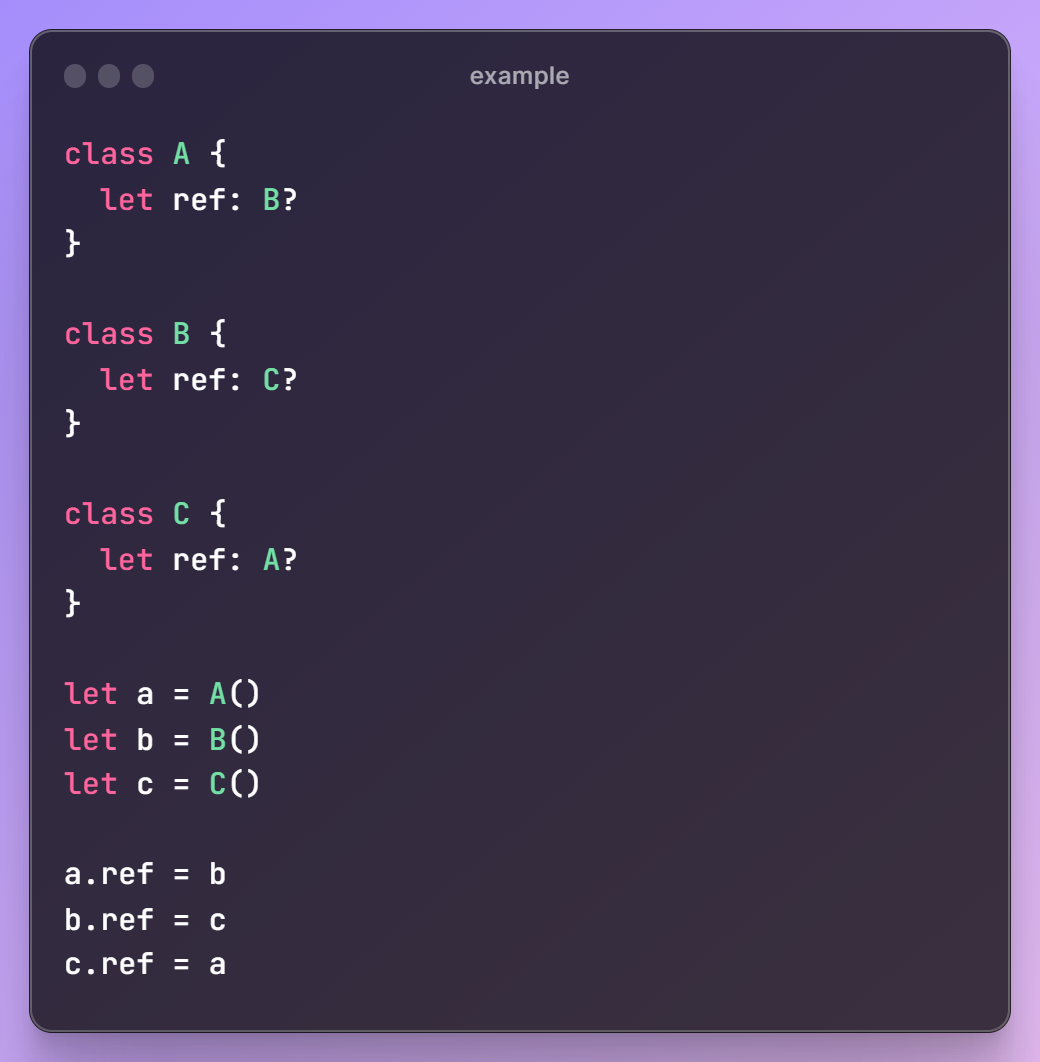 example
class A {
  let ref: B?
}
class B {
  let ref: C?
}
class C {
  let ref: A?
}
let a = A()
let b = B()
let c = C()
a.ref = b
b.ref = c
c.ref = a